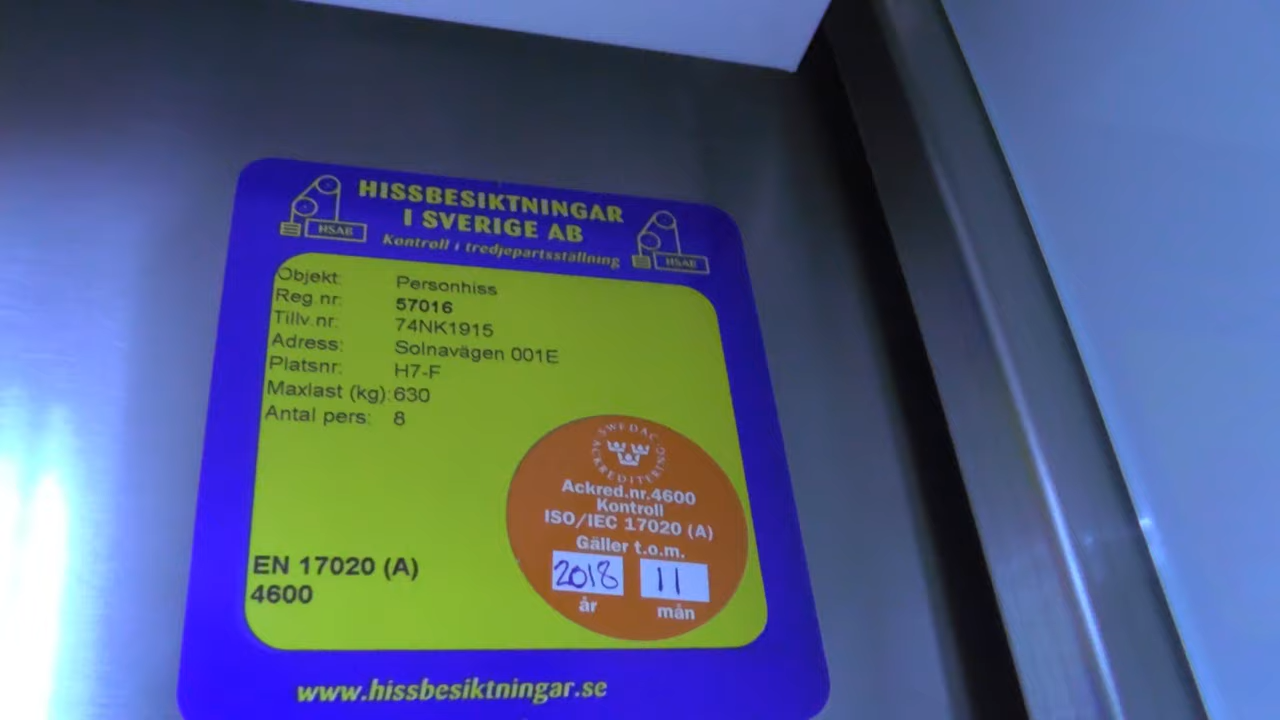 HISSBESIKTNINGAR
I SVERIGE AB
Kontroll i tredjepartsställning
HSAB
HSAB
Objekt: Personhiss
Reg nr: 57016
Tillv.nr: 74NK1915
Adress: Solnavägen 001E
Platsnr: H7-F
Maxlast (kg): 630
Antal pers: 8
SWEDAC
ACKREDITERING
Ackred.nr.4600
Kontroll
ISO/IEC 17020 (A)
Gäller t.o.m.
2018 11
år mån
EN 17020 (A)
4600
www.hissbesiktningar.se